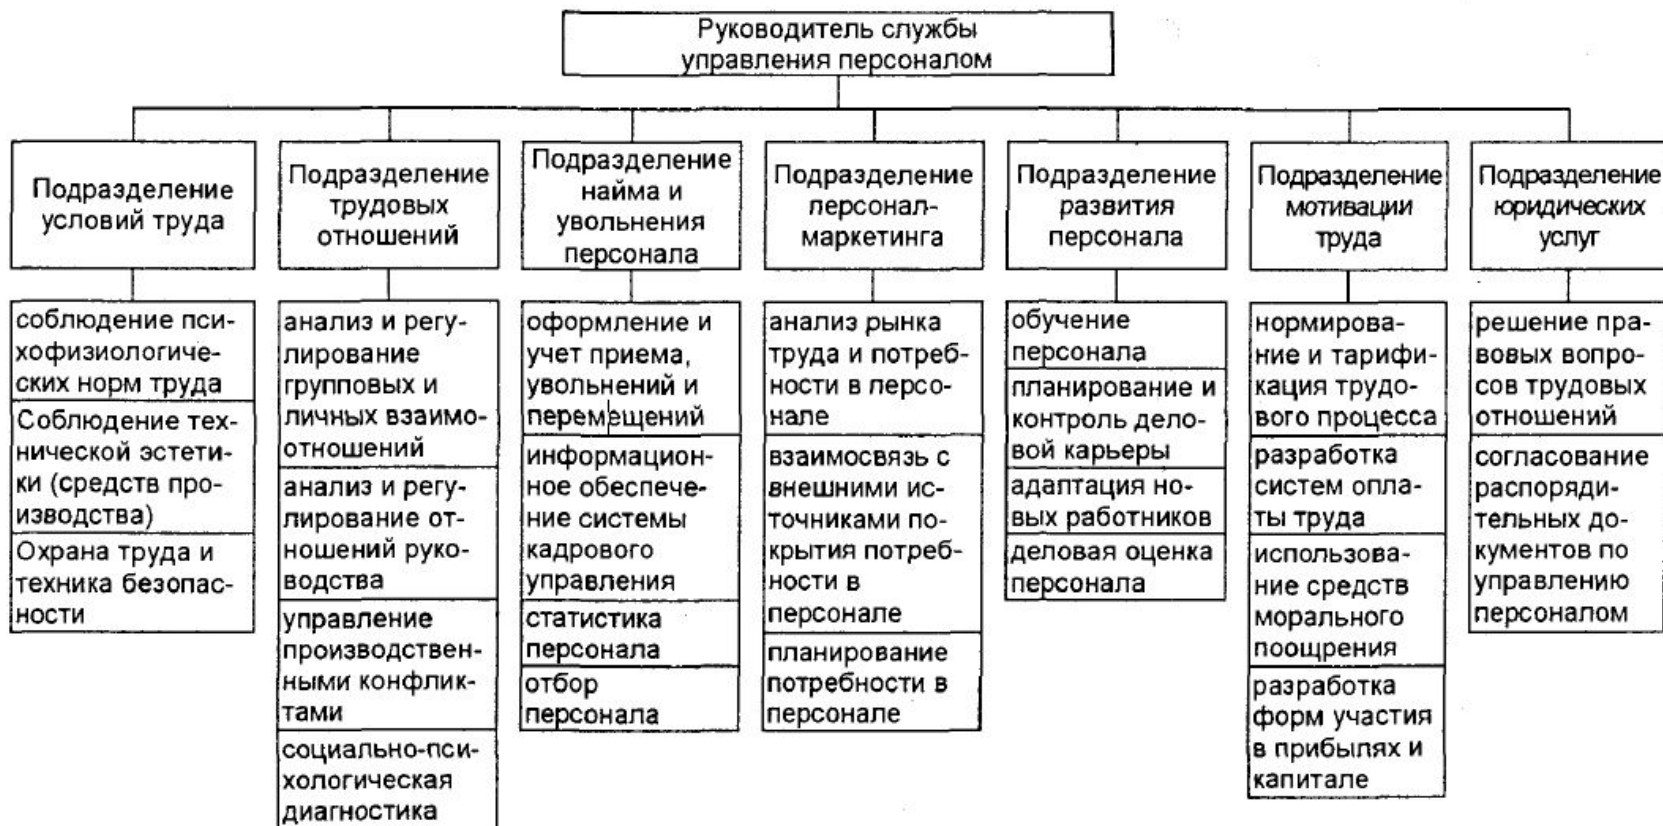 Руководитель службы
управления персоналом
Подразделение
условий труда
соблюдение пси-
хофизиологиче-
ских норм труда
Соблюдение тех-
нической эстети-
ки (средств про-
изводства)
Охрана труда и
техника безопас-
ности
Подразделение
трудовых
отношений
анализ и регу-
лирование
групповых и
личных взаимо-
отношений
анализ и регу-
лирование от-
ношений руко-
водства
управление
производствен-
ными конфлик-
тами
социально-пси-
хологическая
диагностика
Подразделение
найма и
увольнения
персонала
оформление и
учет приема,
увольнений и
перемещений
информацион-
ное обеспече-
ние системы
кадрового
управления
статистика
персонала
отбор
персонала
Подразделение
персонал-
маркетинга
анализ рынка
труда и потреб-
ности в персо-
нале
взаимосвязь с
внешними ис-
точниками по-
крытия потреб-
ности в
персонале
планирование
потребности в
персонале
Подразделение
развития
персонала
обучение
персонала
планирование и
контроль дело-
вой карьеры
адаптация но-
вых работников
деловая оценка
персонала
Подразделение
мотивации
труда
нормирова-
ние и тарифи-
кация трудо-
вого процесса
разработка
систем опла-
ты труда
использова-
ние средств
морального
поощрения
разработка
форм участия
в прибылях и
капитале
Подразделение
юридических
услуг
решение пра-
вовых вопро-
сов трудовых
отношений
согласование
распоряди-
тельных до-
кументов по
управлению
персоналом